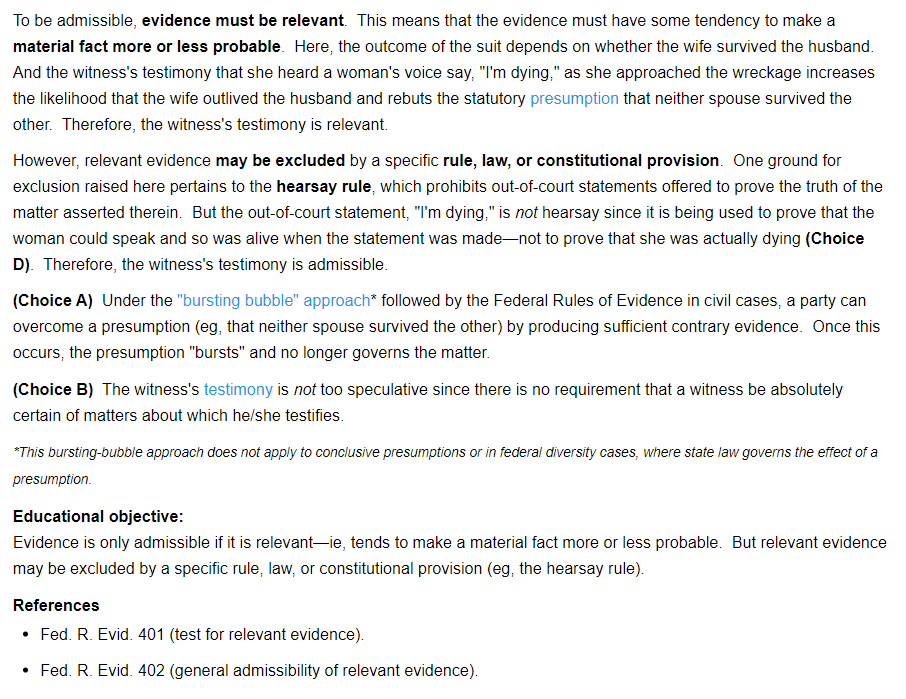 To be admissible, evidence must be relevant.  This means that the evidence must have some tendency to make a
material fact more or less probable.  Here, the outcome of the suit depends on whether the wife survived the husband.
And the witness's testimony that she heard a woman's voice say, "I'm dying," as she approached the wreckage increases
the likelihood that the wife outlived the husband and rebuts the statutory presumption that neither spouse survived the
other.  Therefore, the witness's testimony is relevant.
However, relevant evidence may be excluded by a specific rule, law, or constitutional provision.  One ground for
exclusion raised here pertains to the hearsay rule, which prohibits out-of-court statements offered to prove the truth of the
matter asserted therein.  But the out-of-court statement, "I'm dying," is not hearsay since it is being used to prove that the
woman could speak and so was alive when the statement was made—not to prove that she was actually dying (Choice
D).  Therefore, the witness's testimony is admissible.
(Choice A)  Under the "bursting bubble" approach* followed by the Federal Rules of Evidence in civil cases, a party can
overcome a presumption (eg, that neither spouse survived the other) by producing sufficient contrary evidence.  Once this
occurs, the presumption "bursts" and no longer governs the matter.
(Choice B)  The witness's testimony is not too speculative since there is no requirement that a witness be absolutely
certain of matters about which he/she testifies.
*This bursting-bubble approach does not apply to conclusive presumptions or in federal diversity cases, where state law governs the effect of a
presumption.
Educational objective:
Evidence is only admissible if it is relevant—ie, tends to make a material fact more or less probable.  But relevant evidence
may be excluded by a specific rule, law, or constitutional provision (eg, the hearsay rule).
References
• Fed. R. Evid. 401 (test for relevant evidence).
• Fed. R. Evid. 402 (general admissibility of relevant evidence).